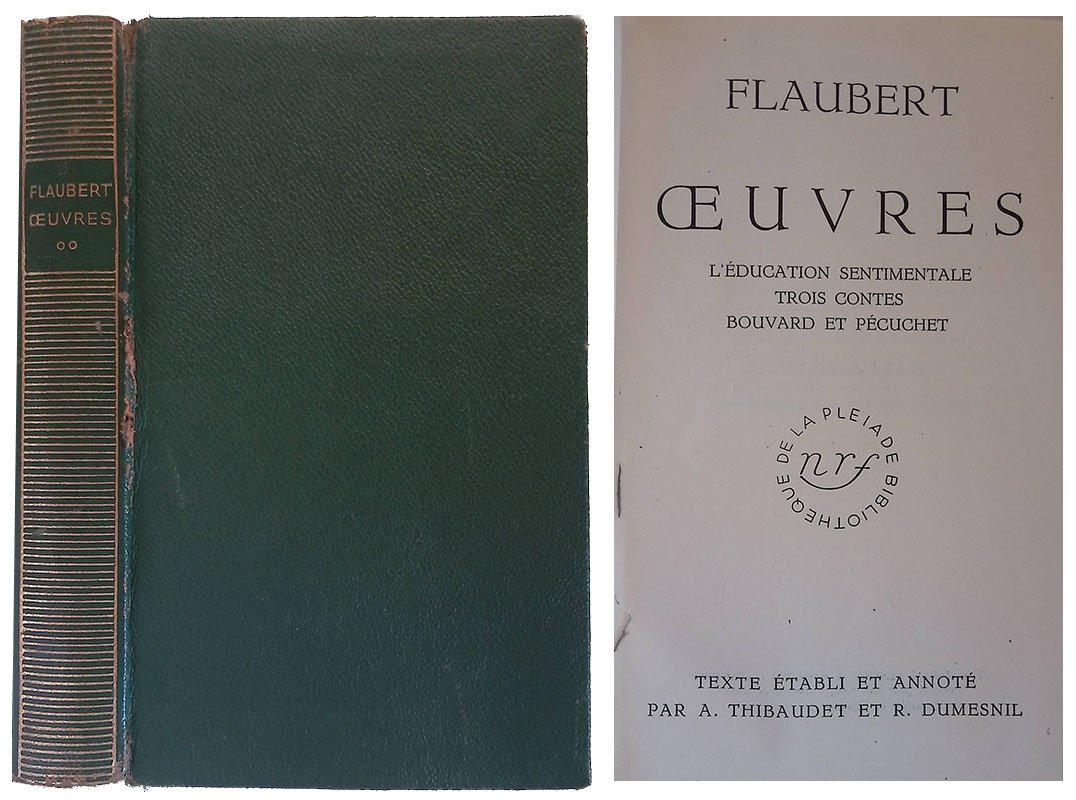 FLAUBERT
ŒUVRES
FLAUBERT
ŒUVRES
L'ÉDUCATION SENTIMENTALE
TROIS CONTES
BOUVARD ET PÉCUCHET
BIBLIOTHÈQUE DE LA PLEIADE
nrf
TEXTE ÉTABLI ET ANNOTÉ
PAR A. THIBAUDET ET R. DUMESNIL